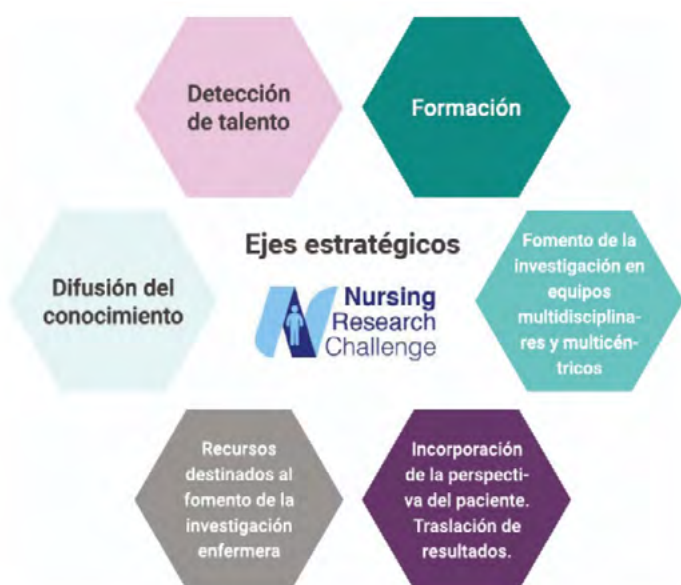 Detección
de talento
Formación
Ejes estratégicos
Nursing
Research
Challenge
Fomento de la
investigación en
equipos
multidisciplina-
res y multicén-
tricos
Difusión del
conocimiento
Recursos
destinados al
fomento de la
investigación
enfermera
Incorporación
de la perspecti-
va del paciente.
Traslación de
resultados.